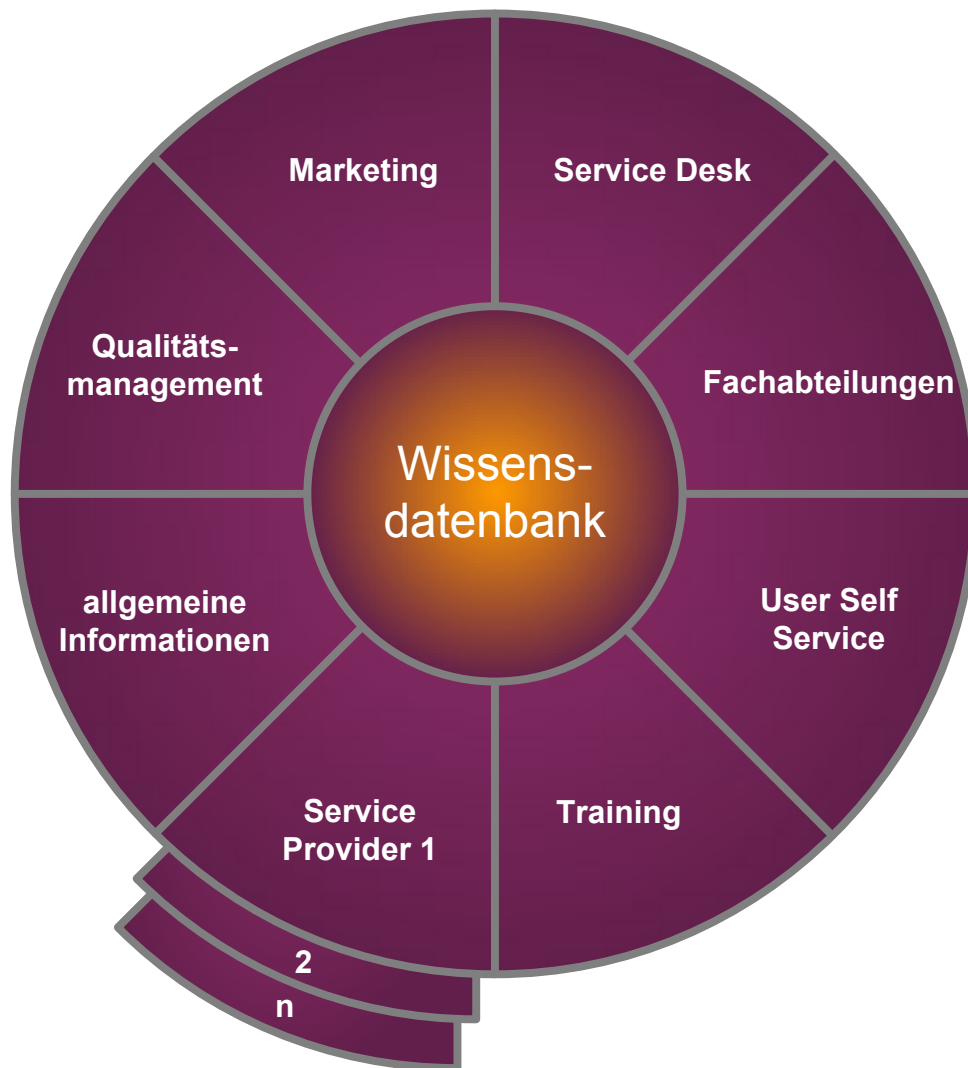 Marketing
Service Desk
Qualitäts-
management
Fachabteilungen
Wissens-
datenbank
allgemeine
Informationen
User Self
Service
Service
Provider 1
Training
2
n